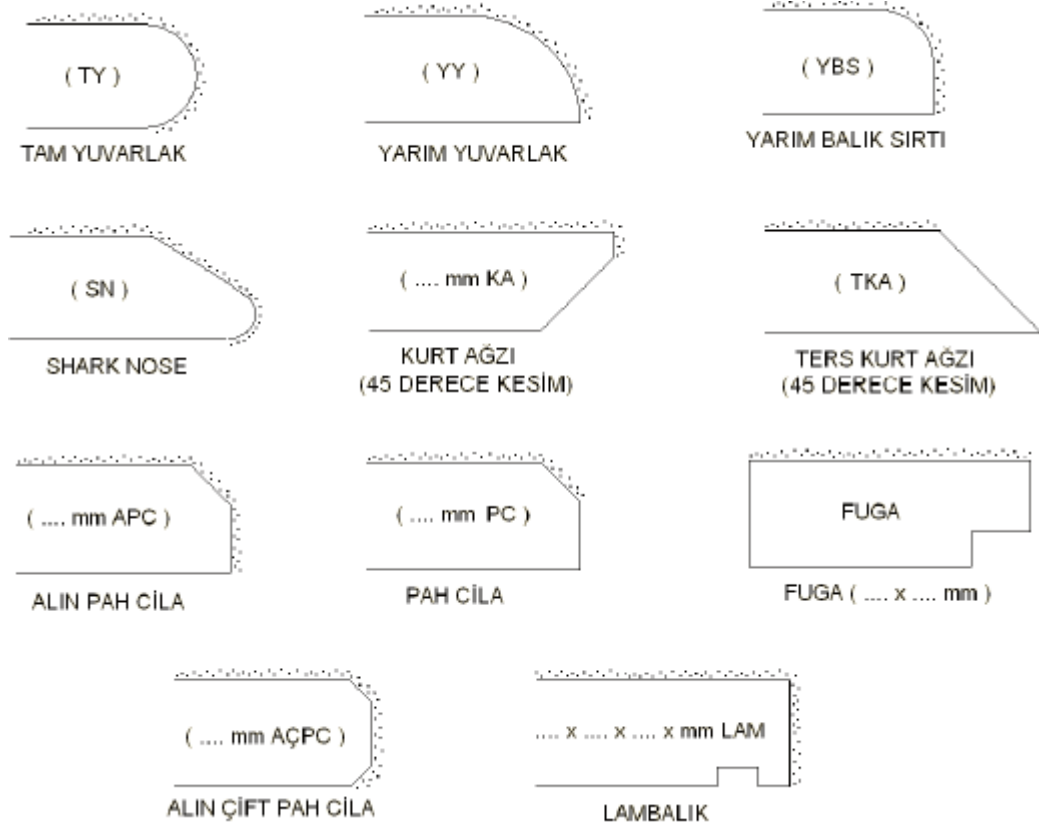 ( TY )
TAM YUVARLAK
( YY )
YARIM YUVARLAK
( YBS )
YARIM BALIK SIRTI
( SN )
SHARK NOSE
( .... mm KA )
KURT AĞZI
(45 DERECE KESİM)
( TKA )
TERS KURT AĞZI
(45 DERECE KESİM)
( .... mm APC )
ALIN PAH CİLA
( .... mm PC )
PAH CİLA
FUGA
FUGA ( .... x .... mm )
( .... mm AÇPC )
ALIN ÇİFT PAH CİLA
.... x .... x .... x mm LAM
LAMBALIK